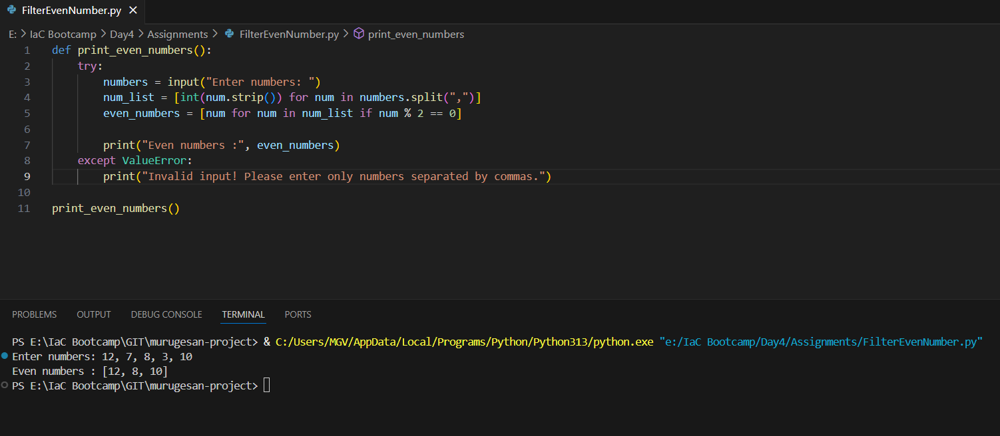 FilterEvenNumber.py
E: > IaC Bootcamp > Day4 > Assignments > FilterEvenNumber.py > print_even_numbers
1 def print_even_numbers():
2     try:
3         numbers = input("Enter numbers: ")
4         num_list = [int(num.strip()) for num in numbers.split(",")]
5         even_numbers = [num for num in num_list if num % 2 == 0]
6
7         print("Even numbers :", even_numbers)
8     except ValueError:
9         print("Invalid input! Please enter only numbers separated by commas.")
10
11 print_even_numbers()
PROBLEMS OUTPUT DEBUG CONSOLE TERMINAL PORTS
PS E:\IaC Bootcamp\GIT\murugesan-project> & C:/Users/MGV/AppData/Local/Programs/Python/Python313/python.exe "e:/IaC Bootcamp/Day4/Assignments/FilterEvenNumber.py"
Enter numbers: 12, 7, 8, 3, 10
Even numbers : [12, 8, 10]
PS E:\IaC Bootcamp\GIT\murugesan-project>